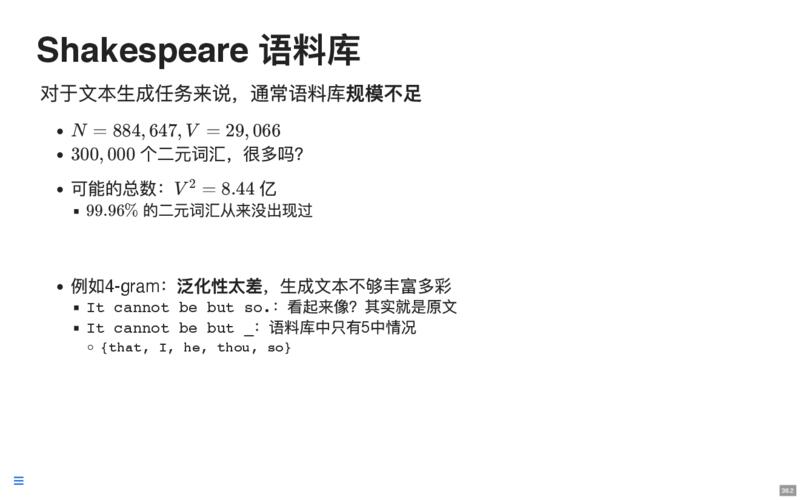 Shakespeare 语料库
对于文本生成任务来说，通常语料库规模不足
N = 884,647, V = 29,066
300,000 个二元词汇，很多吗？
可能的总数：V² = 8.44 亿
99.96% 的二元词汇从来没出现过
例如4-gram：泛化性太差，生成文本不够丰富多彩
It cannot be but so.：看起来像？其实就是原文
It cannot be but _：语料库中只有5中情况
{that, I, he, thou, so}
38.2